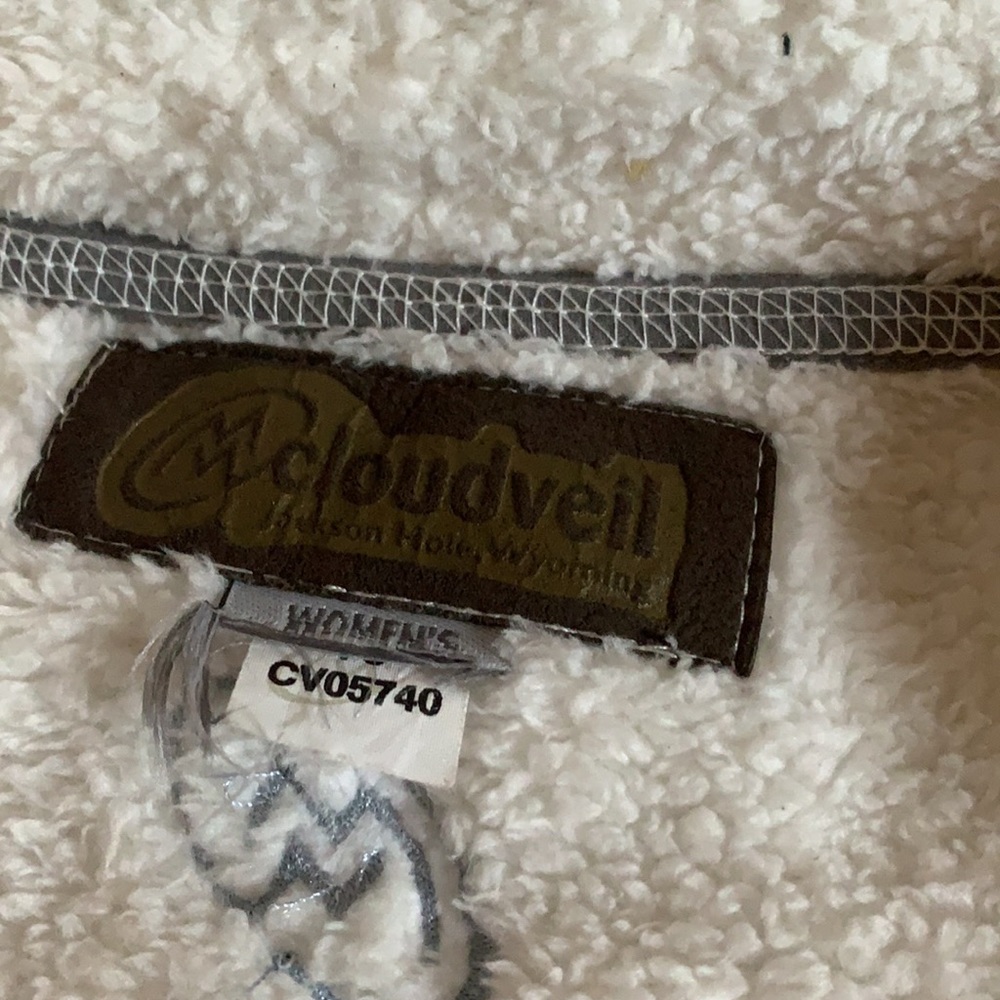 cloudveil
Jackson Hole, Wyoming
WOMEN'S
CV05740